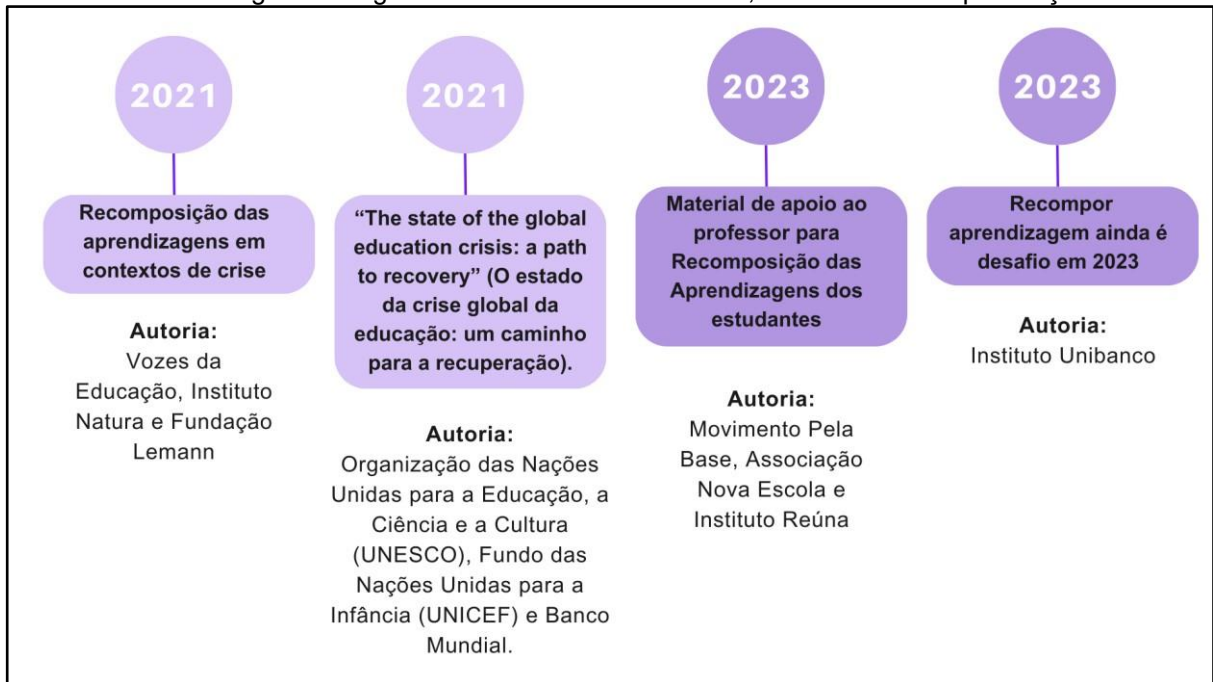 2021
Recomposição das
aprendizagens em
contextos de crise
Autoria:
Vozes da
Educação, Instituto
Natura e Fundação
Lemann
2021
“The state of the global
education crisis: a path
to recovery” (O estado
da crise global da
educação: um caminho
para a recuperação).
Autoria:
Organização das Nações
Unidas para a Educação, a
Ciência e a Cultura
(UNESCO), Fundo das
Nações Unidas para a
Infância (UNICEF) e Banco
Mundial.
2023
Material de apoio ao
professor para
Recomposição das
Aprendizagens dos
estudantes
Autoria:
Movimento Pela
Base, Associação
Nova Escola e
Instituto Reúna
2023
Recompor
aprendizagem ainda é
desafio em 2023
Autoria:
Instituto Unibanco